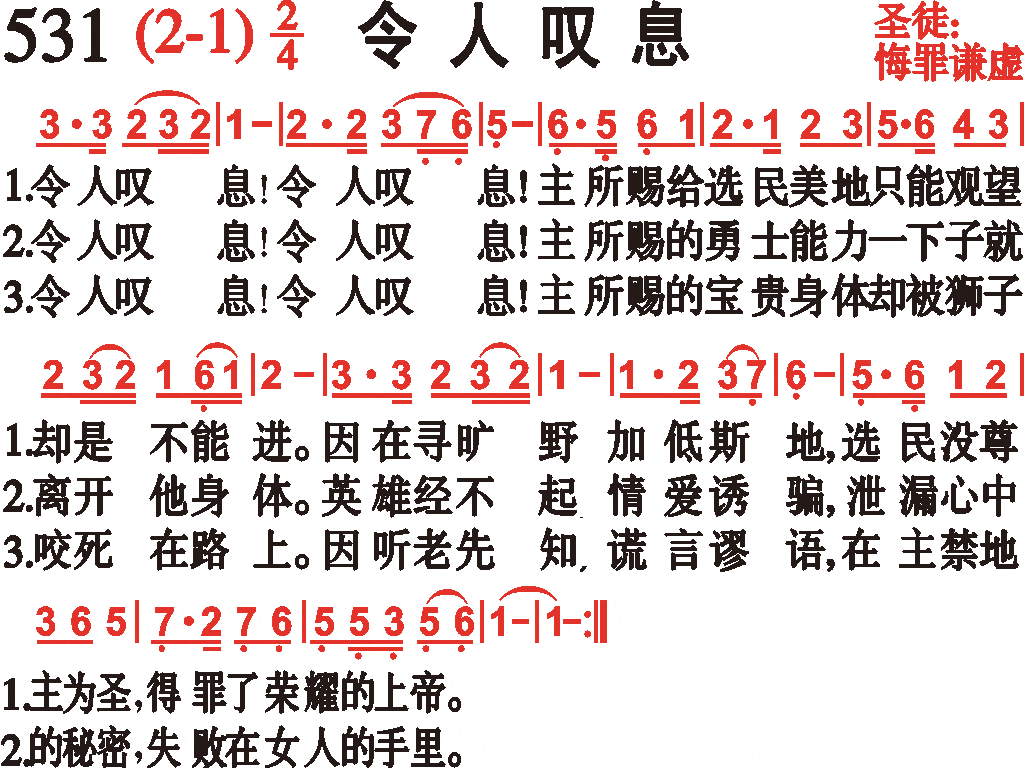 531 (2-1) 2/4 令人叹息 圣徒:
悔罪谦虚
3·3 232|1-|2·2 376|5-|6·5 6 1|2·1 2 3|5·6 4 3|
1.令人叹 息!令 人叹 息!主 所赐给选 民美地只能观望
2.令人叹 息!令 人叹 息!主 所赐的勇 士能力一下子就
3.令人叹 息!令 人叹 息!主 所赐的宝 贵身体却被狮子
2 32 1 61|2-|3·3 2 32|1-|1·2 37|6-|5·6 1 2|
1.却是 不能 进。因 在寻旷 野 加 低斯 地,选 民没尊
2.离开 他身 体。英 雄经不 起 情 爱诱 骗,泄 漏心中
3.咬死 在路 上。因 听老先 知, 谎 言谬 语,在 主禁地
3 6 5|7·2 7 6|5 5 3 5 6|1-|1-:||
1.主为圣,得 罪了荣耀的上帝。
2.的秘密,失 败在女人的手里。